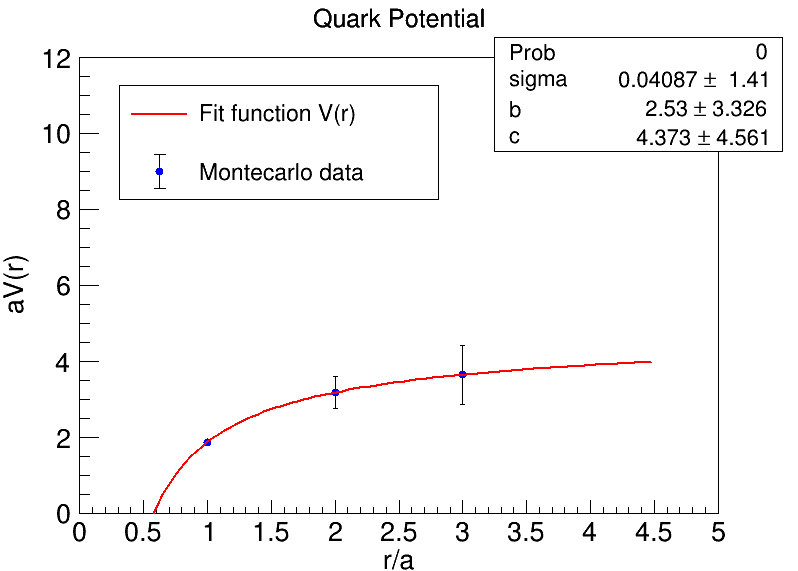 Quark Potential
Prob 0
sigma 0.04087 ± 1.41
b 2.53 ± 3.326
c 4.373 ± 4.561
Fit function V(r)
Montecarlo data
aV(r)
12
10
8
6
4
2
0
0 0.5 1 1.5 2 2.5 3 3.5 4 4.5 5
r/a